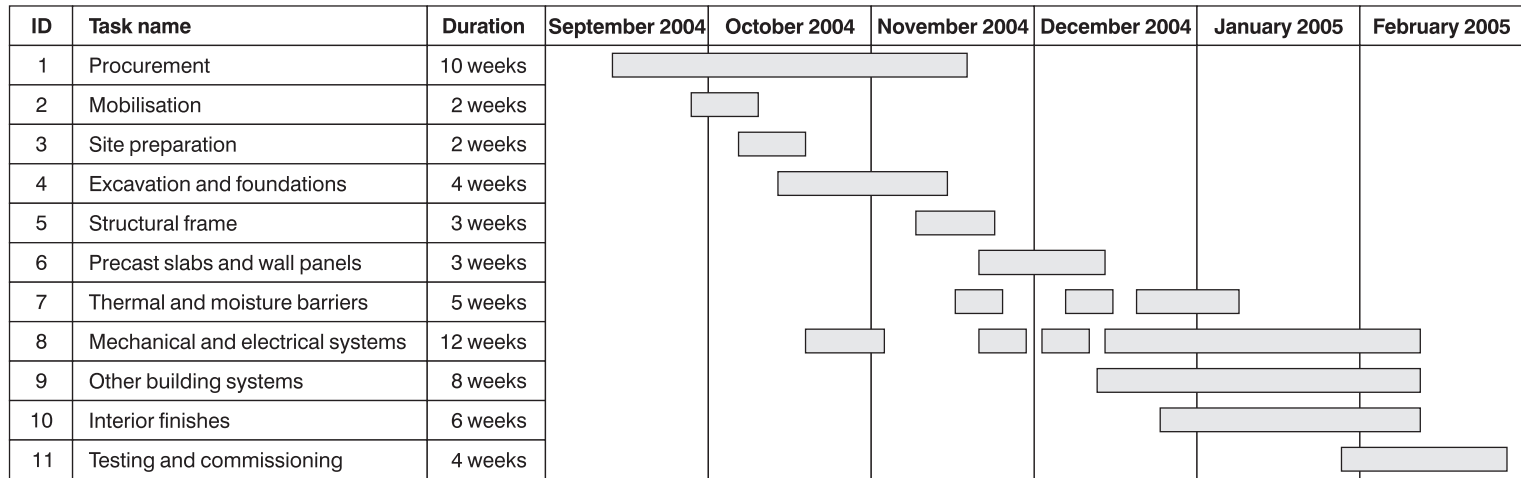 ID Task name Duration September 2004 October 2004 November 2004 December 2004 January 2005 February 2005
1 Procurement 10 weeks
2 Mobilisation 2 weeks
3 Site preparation 2 weeks
4 Excavation and foundations 4 weeks
5 Structural frame 3 weeks
6 Precast slabs and wall panels 3 weeks
7 Thermal and moisture barriers 5 weeks
8 Mechanical and electrical systems 12 weeks
9 Other building systems 8 weeks
10 Interior finishes 6 weeks
11 Testing and commissioning 4 weeks